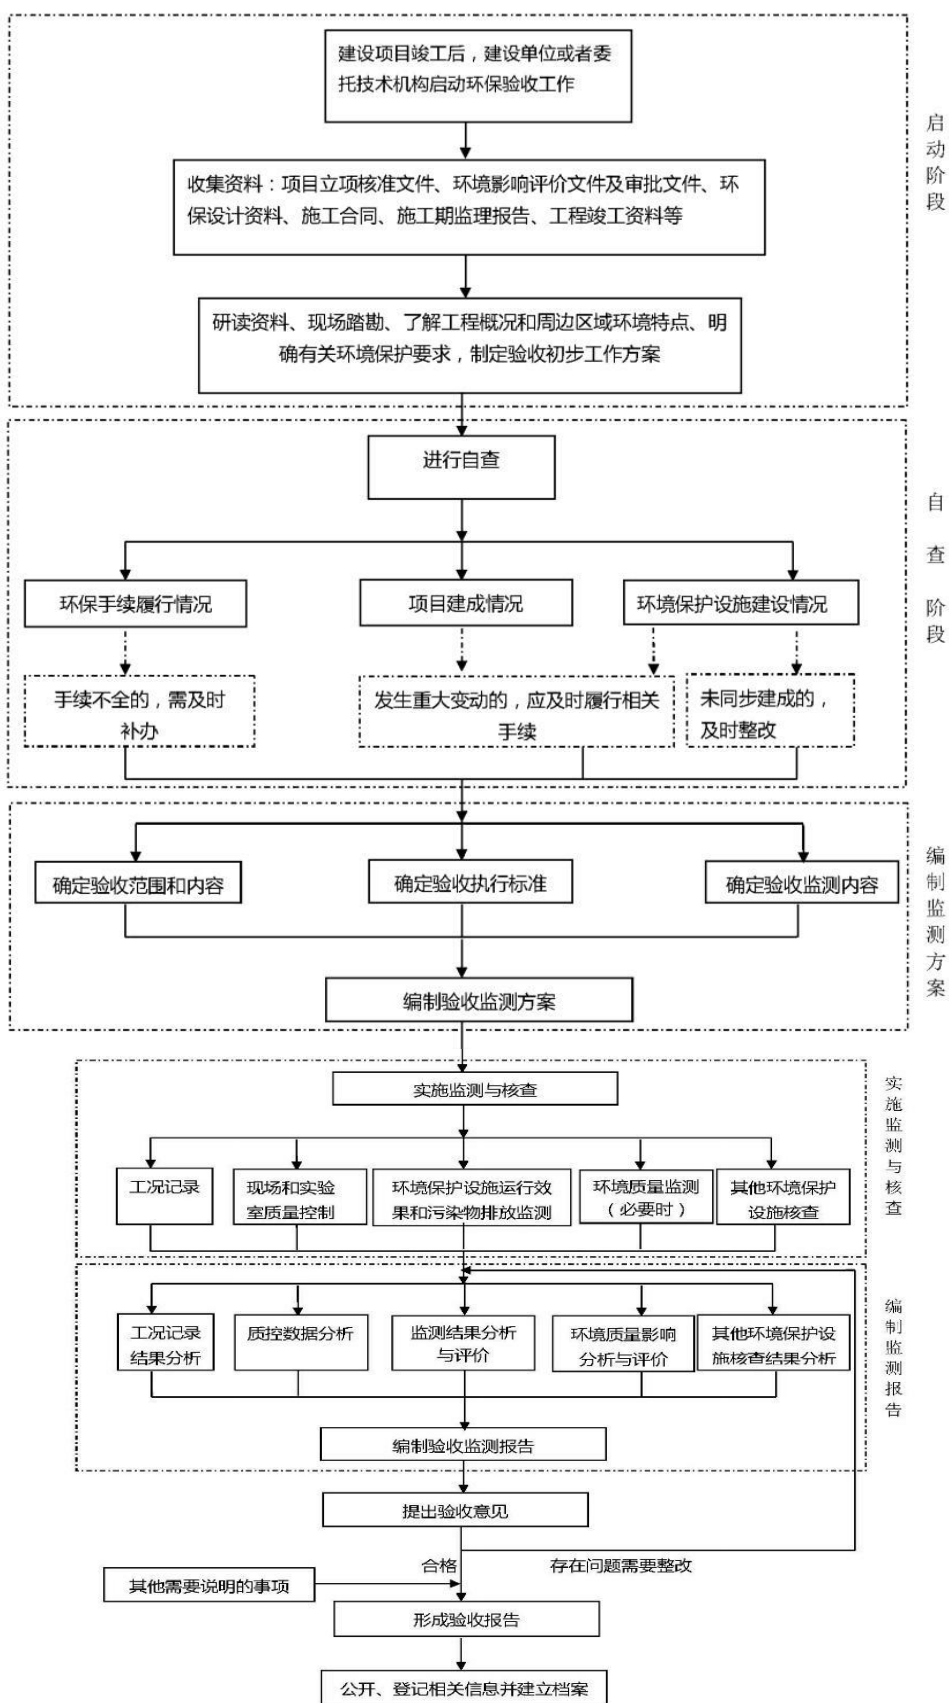 建设项目竣工后，建设单位或者委
托技术机构启动环保验收工作
收集资料：项目立项核准文件、环境影响评价文件及审批文件、环
保设计资料、施工合同、施工期监理报告、工程竣工资料等
研读资料、现场踏勘、了解工程概况和周边区域环境特点、明
确有关环境保护要求，制定验收初步工作方案
启动阶段
进行自查
环保手续履行情况
项目建成情况
环境保护设施建设情况
手续不全的，需及时
补办
发生重大变动的，应及时履行相关
手续
未同步建成的，
及时整改
自查阶段
确定验收范围和内容
确定验收执行标准
确定验收监测内容
编制验收监测方案
编制监测方案
实施监测与核查
工况记录
现场和实验
室质量控制
环境保护设施运行效
果和污染物排放监测
环境质量监测
（必要时）
其他环境保护
设施核查
实施监测与核查
工况记录
结果分析
质控数据分析
监测结果分析
与评价
环境质量影响
分析与评价
其他环境保护设
施核查结果分析
编制验收监测报告
编制监测报告
提出验收意见
合格
存在问题需要整改
其他需要说明的事项
形成验收报告
公开、登记相关信息并建立档案